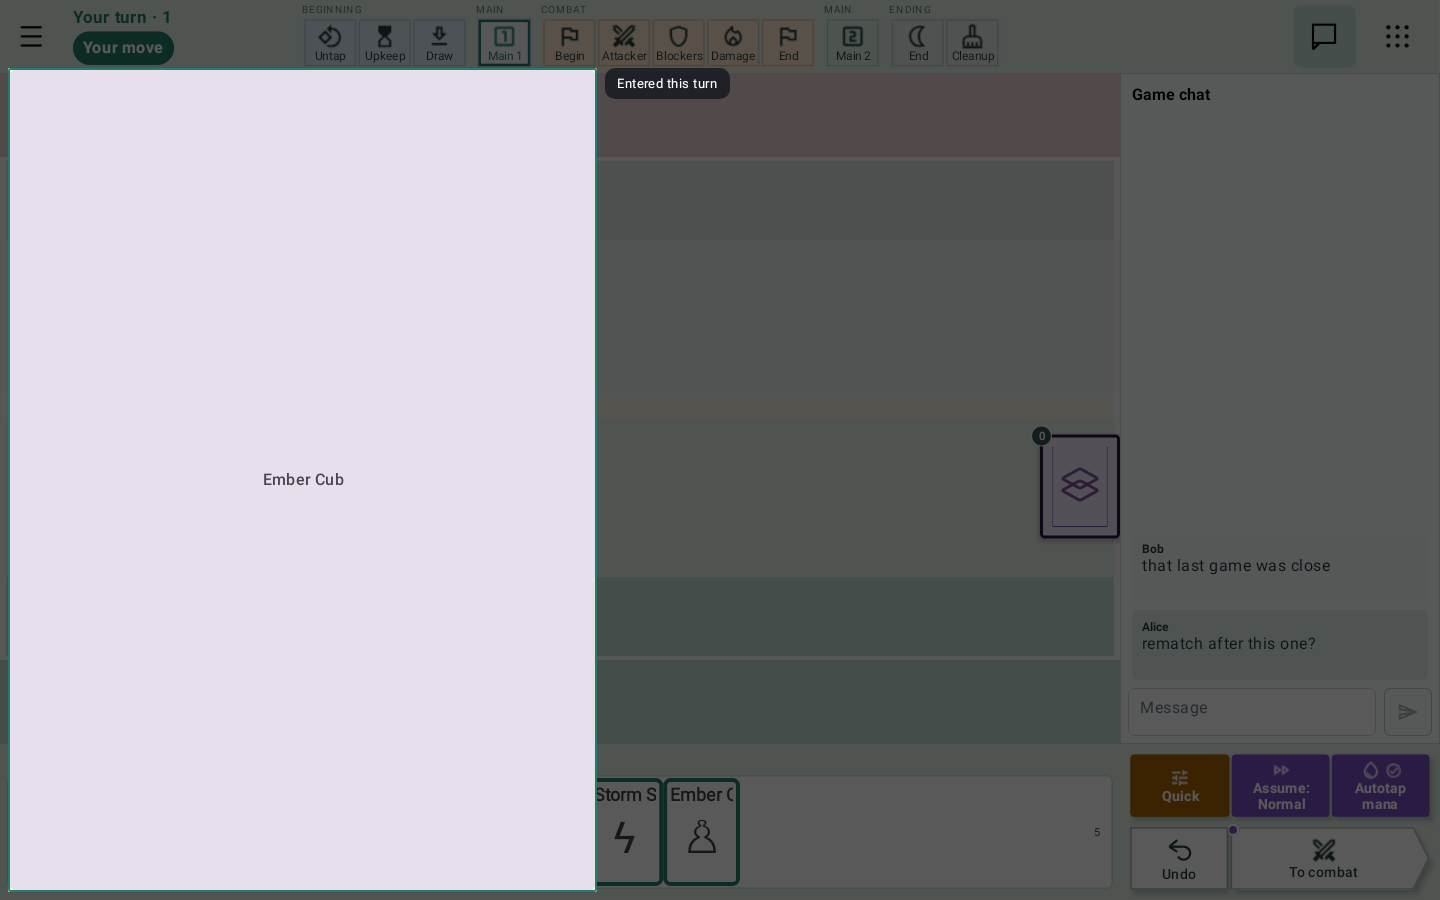 Your turn · 1
Your move
BEGINNING
Untap
Upkeep
Draw
MAIN
Main 1
COMBAT
Begin
Attacker
Blockers
Damage
End
MAIN
Main 2
ENDING
End
Cleanup
Entered this turn
Game chat
Ember Cub
0
Bob
that last game was close
Alice
rematch after this one?
Message
Storm S
Ember C
5
Quick
Assume:
Normal
Autotap
mana
Undo
To combat